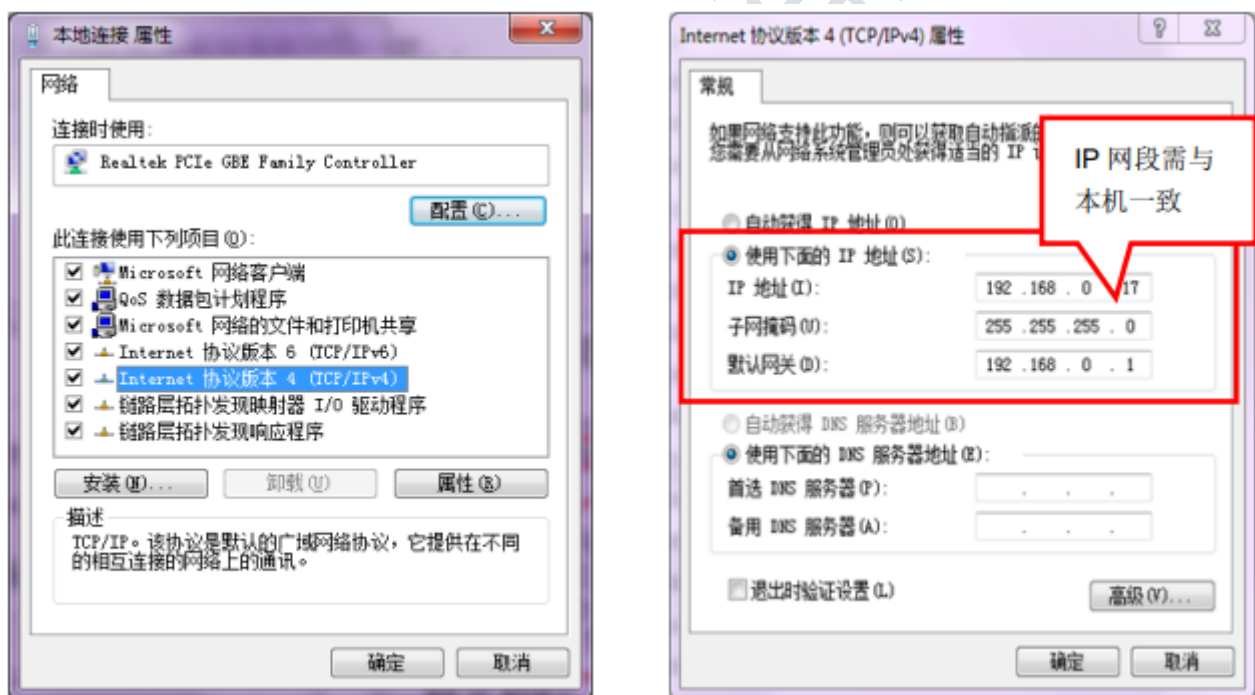 本地连接 属性
网络
连接时使用:
Realtek PCIe GBE Family Controller
配置(C)...
此连接使用下列项目(O):
Microsoft 网络客户端
QoS 数据包计划程序
Microsoft 网络的文件和打印机共享
Internet 协议版本 6 (TCP/IPv6)
Internet 协议版本 4 (TCP/IPv4)
链路层拓扑发现映射器 I/O 驱动程序
链路层拓扑发现响应程序
安装(N)...
卸载(U)
属性(R)
描述
TCP/IP。该协议是默认的广域网络协议，它提供在不同
的相互连接的网络上的通讯。
确定
取消
Internet 协议版本 4 (TCP/IPv4) 属性
常规
如果网络支持此功能，则可以获取自动指派的
您需要从网络系统管理员处获得适当的 IP
IP 网段需与
本机一致
自动获得 IP 地址(O)
使用下面的 IP 地址(S):
IP 地址(I): 192 .168 . 0 . 17
子网掩码(U): 255 .255 .255 . 0
默认网关(D): 192 .168 . 0 . 1
自动获得 DNS 服务器地址(B)
使用下面的 DNS 服务器地址(E):
首选 DNS 服务器(P): . . .
备用 DNS 服务器(A): . . .
退出时验证设置(L)
高级(V)...
确定
取消